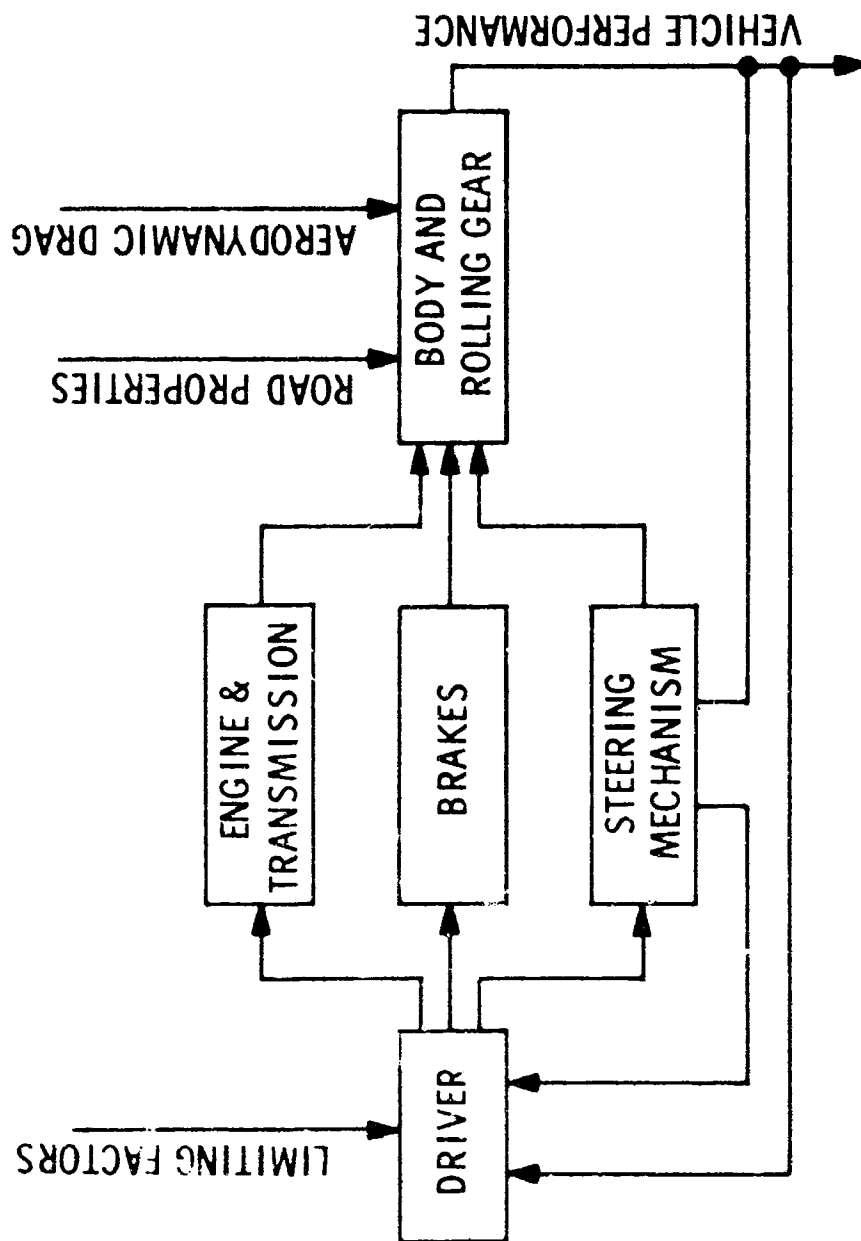 LIMITING FACTORS
DRIVER
ENGINE &
TRANSMISSION
BRAKES
STEERING
MECHANISM
ROAD PROPERTIES
AERODYNAMIC DRAG
BODY AND
ROLLING GEAR
VEHICLE PERFORMANCE